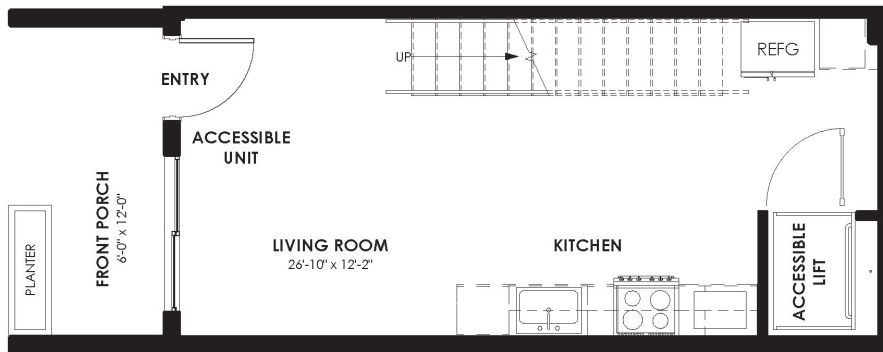 UP
REFG
ENTRY
ACCESSIBLE
UNIT
FRONT PORCH
6'-0" x 12'-0"
PLANTER
LIVING ROOM
26'-10" x 12'-2"
KITCHEN
ACCESSIBLE
LIFT